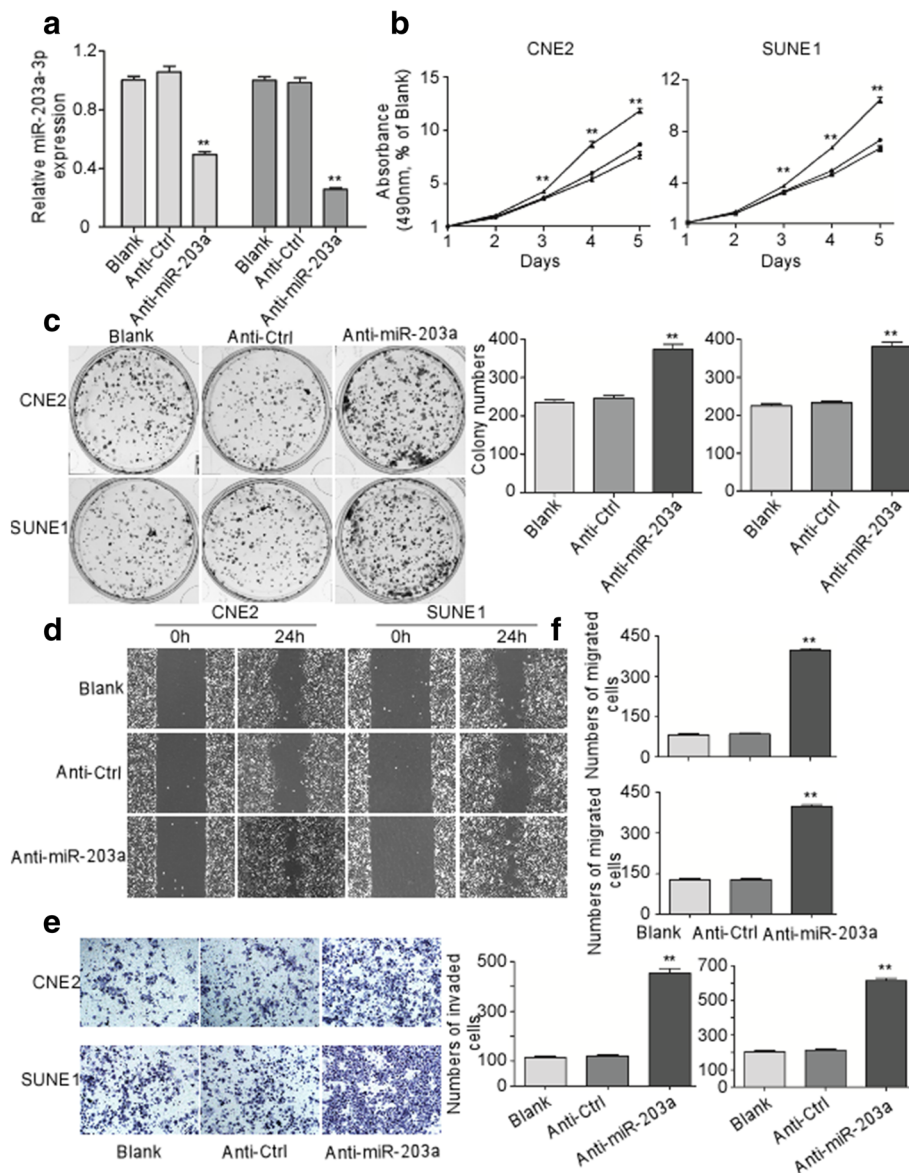 a
Relative miR-203a-3p
expression
1.2
0.8
0.4
0
**
**
Blank
Anti-Ctrl
Anti-miR-203a
Blank
Anti-Ctrl
Anti-miR-203a
b
CNE2
SUNE1
Absorbance
(490nm, % of Blank)
15
10
5
1
**
**
**
1 2 3 4 5
Days
12
8
4
1
**
**
**
1 2 3 4 5
Days
c
Blank
Anti-Ctrl
Anti-miR-203a
CNE2
SUNE1
Colony numbers
400
300
200
100
0
**
Blank
Anti-Ctrl
Anti-miR-203a
400
300
200
100
0
**
Blank
Anti-Ctrl
Anti-miR-203a
d
CNE2
SUNE1
0h
24h
0h
24h
Blank
Anti-Ctrl
Anti-miR-203a
f
Numbers of migrated
cells
450
300
150
0
**
Numbers of migrated
cells
450
300
150
0
**
Blank
Anti-Ctrl
Anti-miR-203a
e
CNE2
SUNE1
Blank
Anti-Ctrl
Anti-miR-203a
Numbers of invaded
cells
500
400
300
200
100
0
**
Blank
Anti-Ctrl
Anti-miR-203a
700
600
400
200
0
**
Blank
Anti-Ctrl
Anti-miR-203a